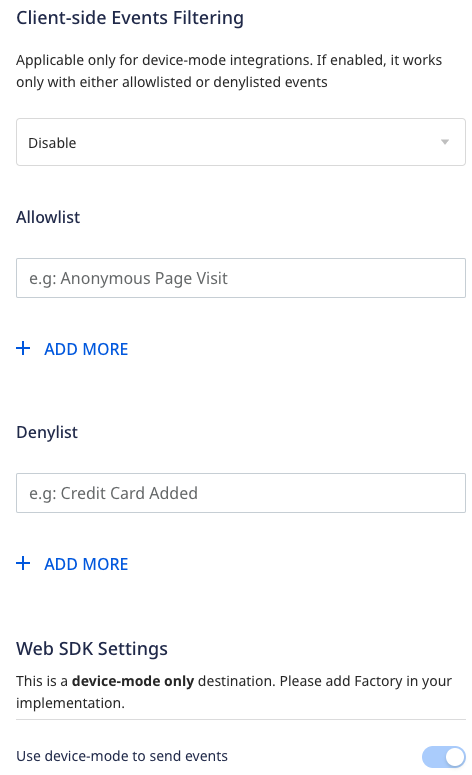 Client-side Events Filtering
Applicable only for device-mode integrations. If enabled, it works
only with either allowlisted or denylisted events
Disable
Allowlist
e.g: Anonymous Page Visit
+ ADD MORE
Denylist
e.g: Credit Card Added
+ ADD MORE
Web SDK Settings
This is a device-mode only destination. Please add Factory in your
implementation.
Use device-mode to send events